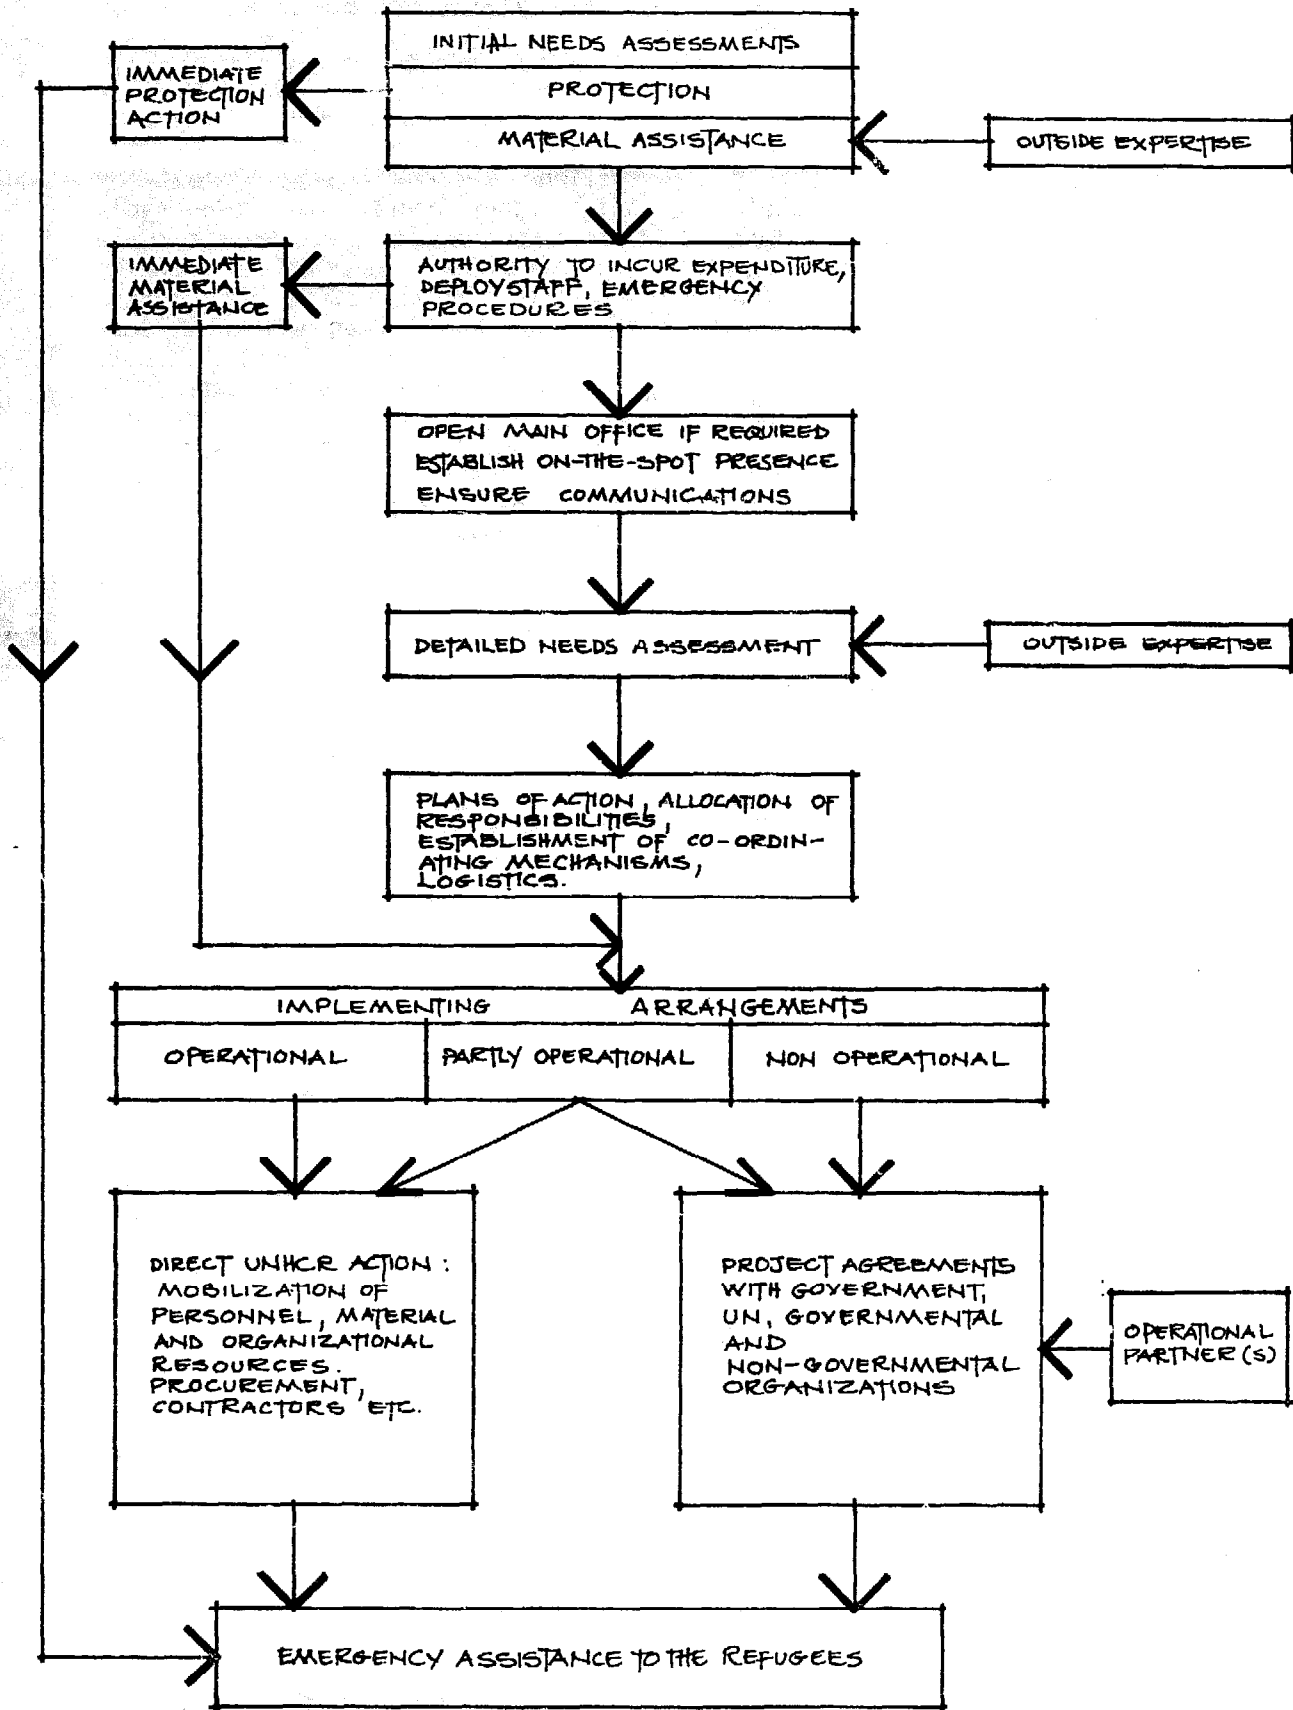 INITIAL NEEDS ASSESSMENTS
IMMEDIATE
PROTECTION
ACTION
PROTECTION
MATERIAL ASSISTANCE
OUTSIDE EXPERTISE
IMMEDIATE
MATERIAL
ASSISTANCE
AUTHORITY TO INCUR EXPENDITURE,
DEPLOY STAFF, EMERGENCY
PROCEDURES
OPEN MAIN OFFICE IF REQUIRED
ESTABLISH ON-THE-SPOT PRESENCE
ENSURE COMMUNICATIONS
DETAILED NEEDS ASSESSMENT
OUTSIDE EXPERTISE
PLANS OF ACTION, ALLOCATION OF
RESPONSIBILITIES,
ESTABLISHMENT OF CO-ORDIN-
ATING MECHANISMS,
LOGISTICS.
IMPLEMENTING ARRANGEMENTS
OPERATIONAL
PARTLY OPERATIONAL
NON OPERATIONAL
DIRECT UNHCR ACTION:
MOBILIZATION OF
PERSONNEL, MATERIAL
AND ORGANIZATIONAL
RESOURCES.
PROCUREMENT,
CONTRACTORS ETC.
PROJECT AGREEMENTS
WITH GOVERNMENT,
UN, GOVERNMENTAL
AND
NON-GOVERNMENTAL
ORGANIZATIONS
OPERATIONAL
PARTNER(S)
EMERGENCY ASSISTANCE TO THE REFUGEES